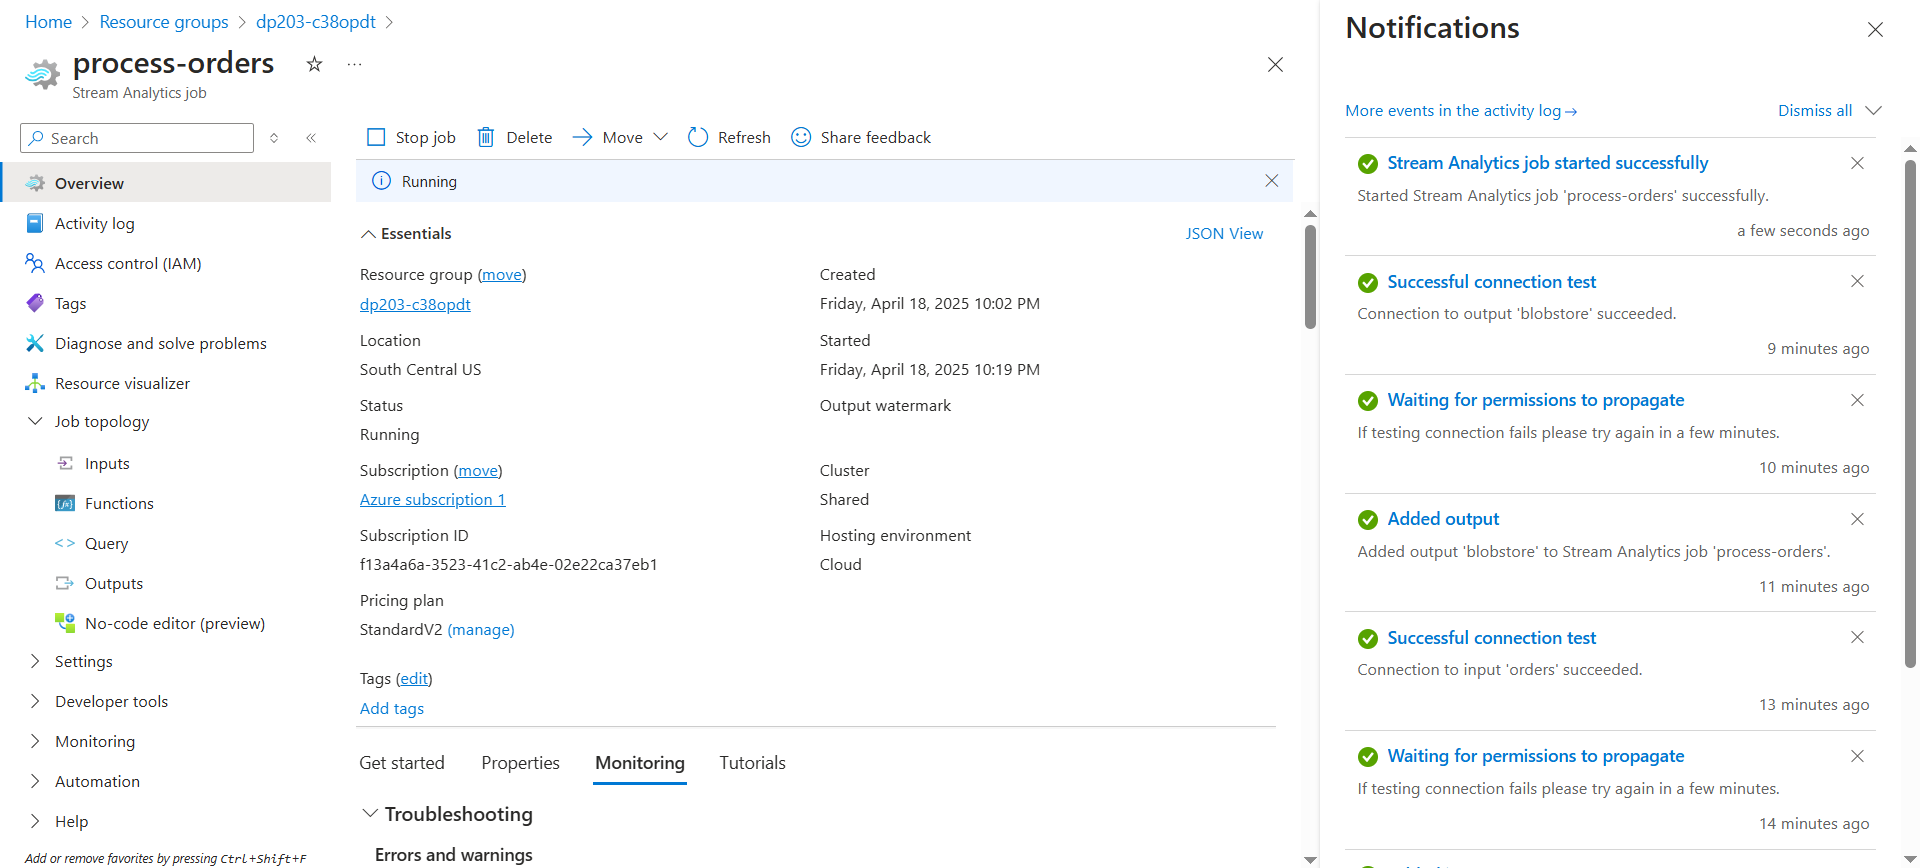 Home > Resource groups > dp203-c38opdt >
process-orders
Stream Analytics job
Search
Overview
Activity log
Access control (IAM)
Tags
Diagnose and solve problems
Resource visualizer
Job topology
Inputs
Functions
Query
Outputs
No-code editor (preview)
Settings
Developer tools
Monitoring
Automation
Help
Add or remove favorites by pressing Ctrl+Shift+F
Stop job Delete Move Refresh Share feedback
Running
Essentials JSON View
Resource group (move)
dp203-c38opdt
Location
South Central US
Status
Running
Subscription (move)
Azure subscription 1
Subscription ID
f13a4a6a-3523-41c2-ab4e-02e22ca37eb1
Pricing plan
StandardV2 (manage)
Created
Friday, April 18, 2025 10:02 PM
Started
Friday, April 18, 2025 10:19 PM
Output watermark
Cluster
Shared
Hosting environment
Cloud
Tags (edit)
Add tags
Get started Properties Monitoring Tutorials
Troubleshooting
Errors and warnings
Notifications
More events in the activity log → Dismiss all
Stream Analytics job started successfully
Started Stream Analytics job 'process-orders' successfully.
a few seconds ago
Successful connection test
Connection to output 'blobstore' succeeded.
9 minutes ago
Waiting for permissions to propagate
If testing connection fails please try again in a few minutes.
10 minutes ago
Added output
Added output 'blobstore' to Stream Analytics job 'process-orders'.
11 minutes ago
Successful connection test
Connection to input 'orders' succeeded.
13 minutes ago
Waiting for permissions to propagate
If testing connection fails please try again in a few minutes.
14 minutes ago